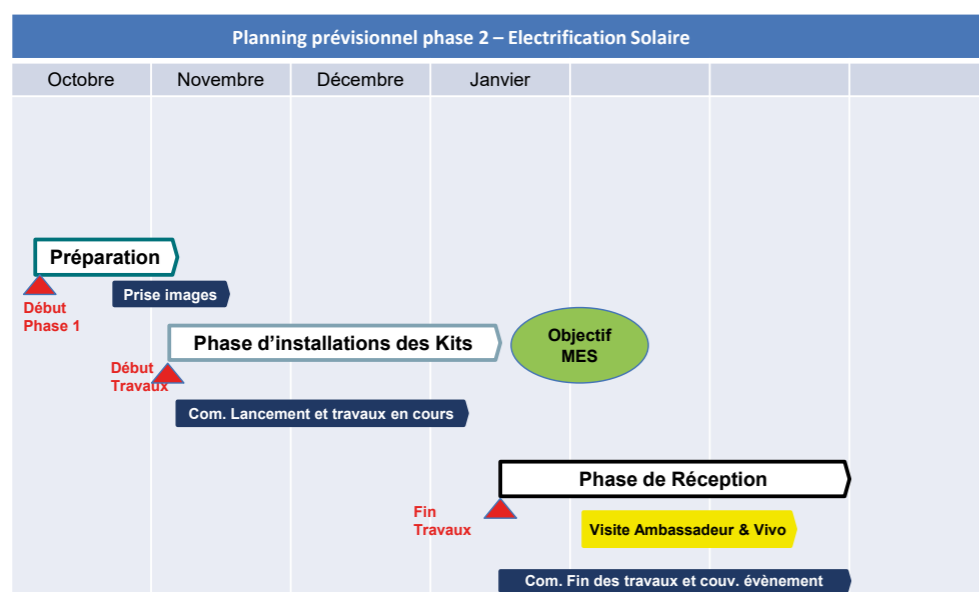 Planning prévisionnel phase 2 – Electrification Solaire
Octobre Novembre Décembre Janvier
Préparation
Début
Phase 1
Prise images
Phase d’installations des Kits
Objectif
MES
Début
Travaux
Com. Lancement et travaux en cours
Phase de Réception
Fin
Travaux
Visite Ambassadeur & Vivo
Com. Fin des travaux et couv. évènement